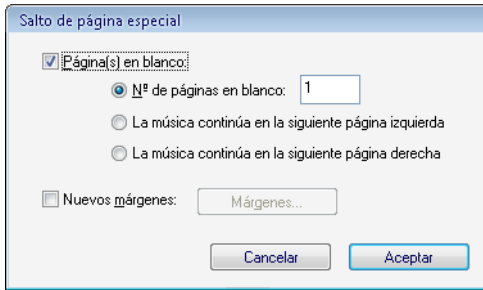 Salto de página especial
Página(s) en blanco:
Nº de páginas en blanco: 1
La música continúa en la siguiente página izquierda
La música continúa en la siguiente página derecha
Nuevos márgenes: Márgenes...
Cancelar Aceptar